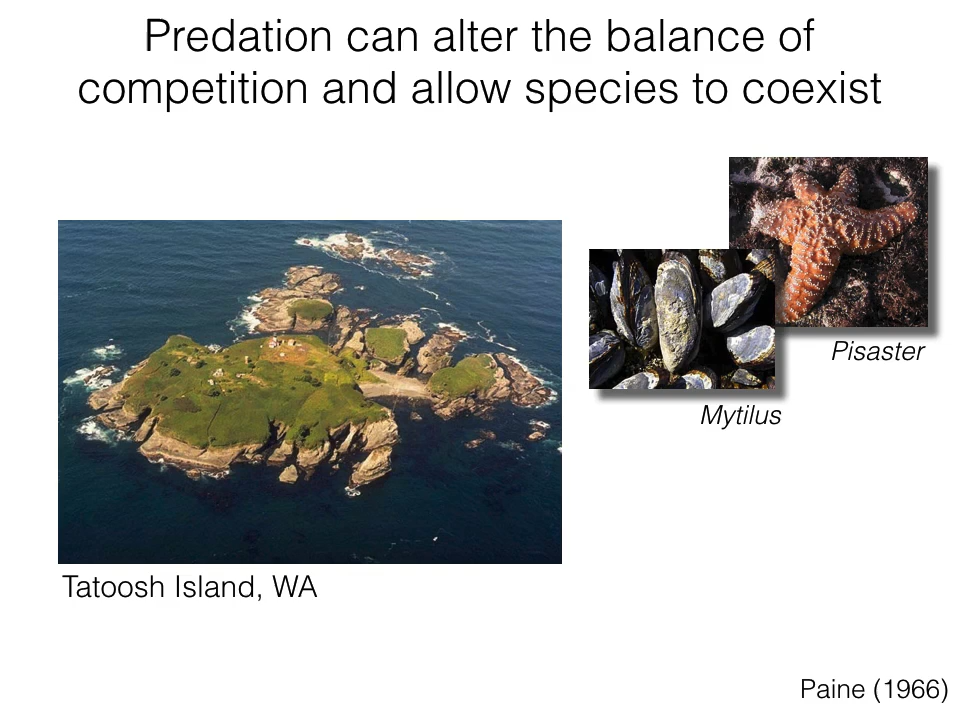 Predation can alter the balance of
competition and allow species to coexist
Pisaster
Mytilus
Tatoosh Island, WA
Paine (1966)